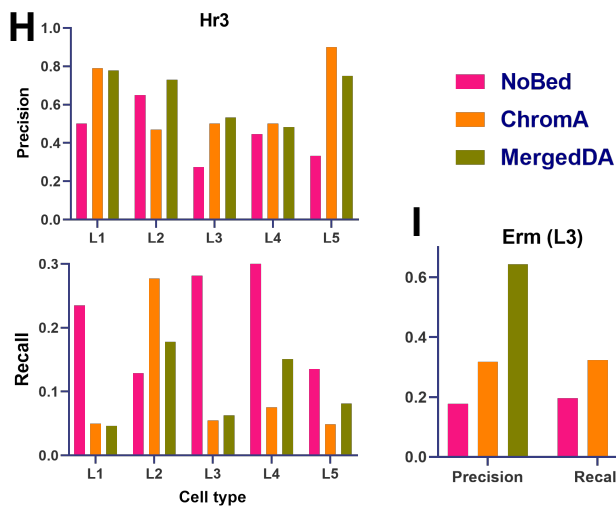 H
Hr3
Precision
1.0
0.8
0.6
0.4
0.2
0.0
L1 L2 L3 L4 L5
Recall
0.3
0.2
0.1
0.0
L1 L2 L3 L4 L5
Cell type
NoBed
ChromA
MergedDA
I
Erm (L3)
0.6
0.4
0.2
0.0
Precision Recal